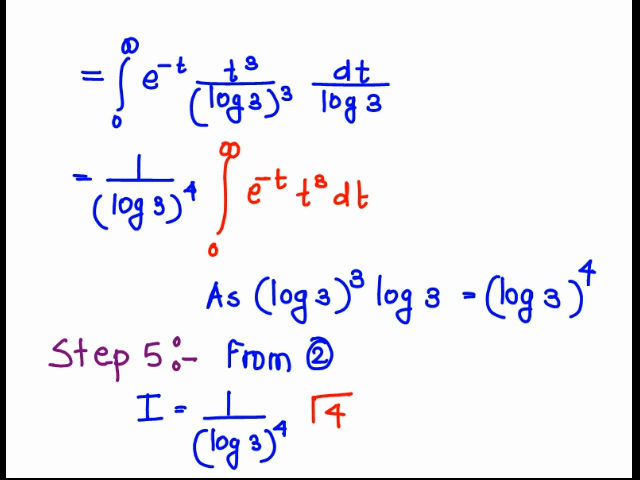 = ∫₀^∞ e^{-t} t³/(log 3)³ dt/log 3
= 1/(log 3)⁴ ∫₀^∞ e^{-t} t³ dt
As (log 3)³ log 3 = (log 3)⁴
Step 5 :- From ②
I = 1/(log 3)⁴ Γ4